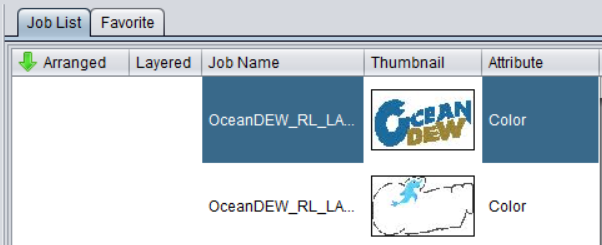 Job List Favorite
Arranged Layered Job Name Thumbnail Attribute
OceanDEW_RL_LA... OCEAN DEW Color
OceanDEW_RL_LA... Color